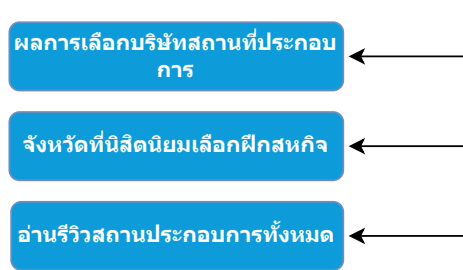 ผลการเลือกบริษัทสถานที่ประกอบ
การ
จังหวัดที่นิสิตนิยมเลือกฝึกสหกิจ
อ่านรีวิวสถานประกอบการทั้งหมด